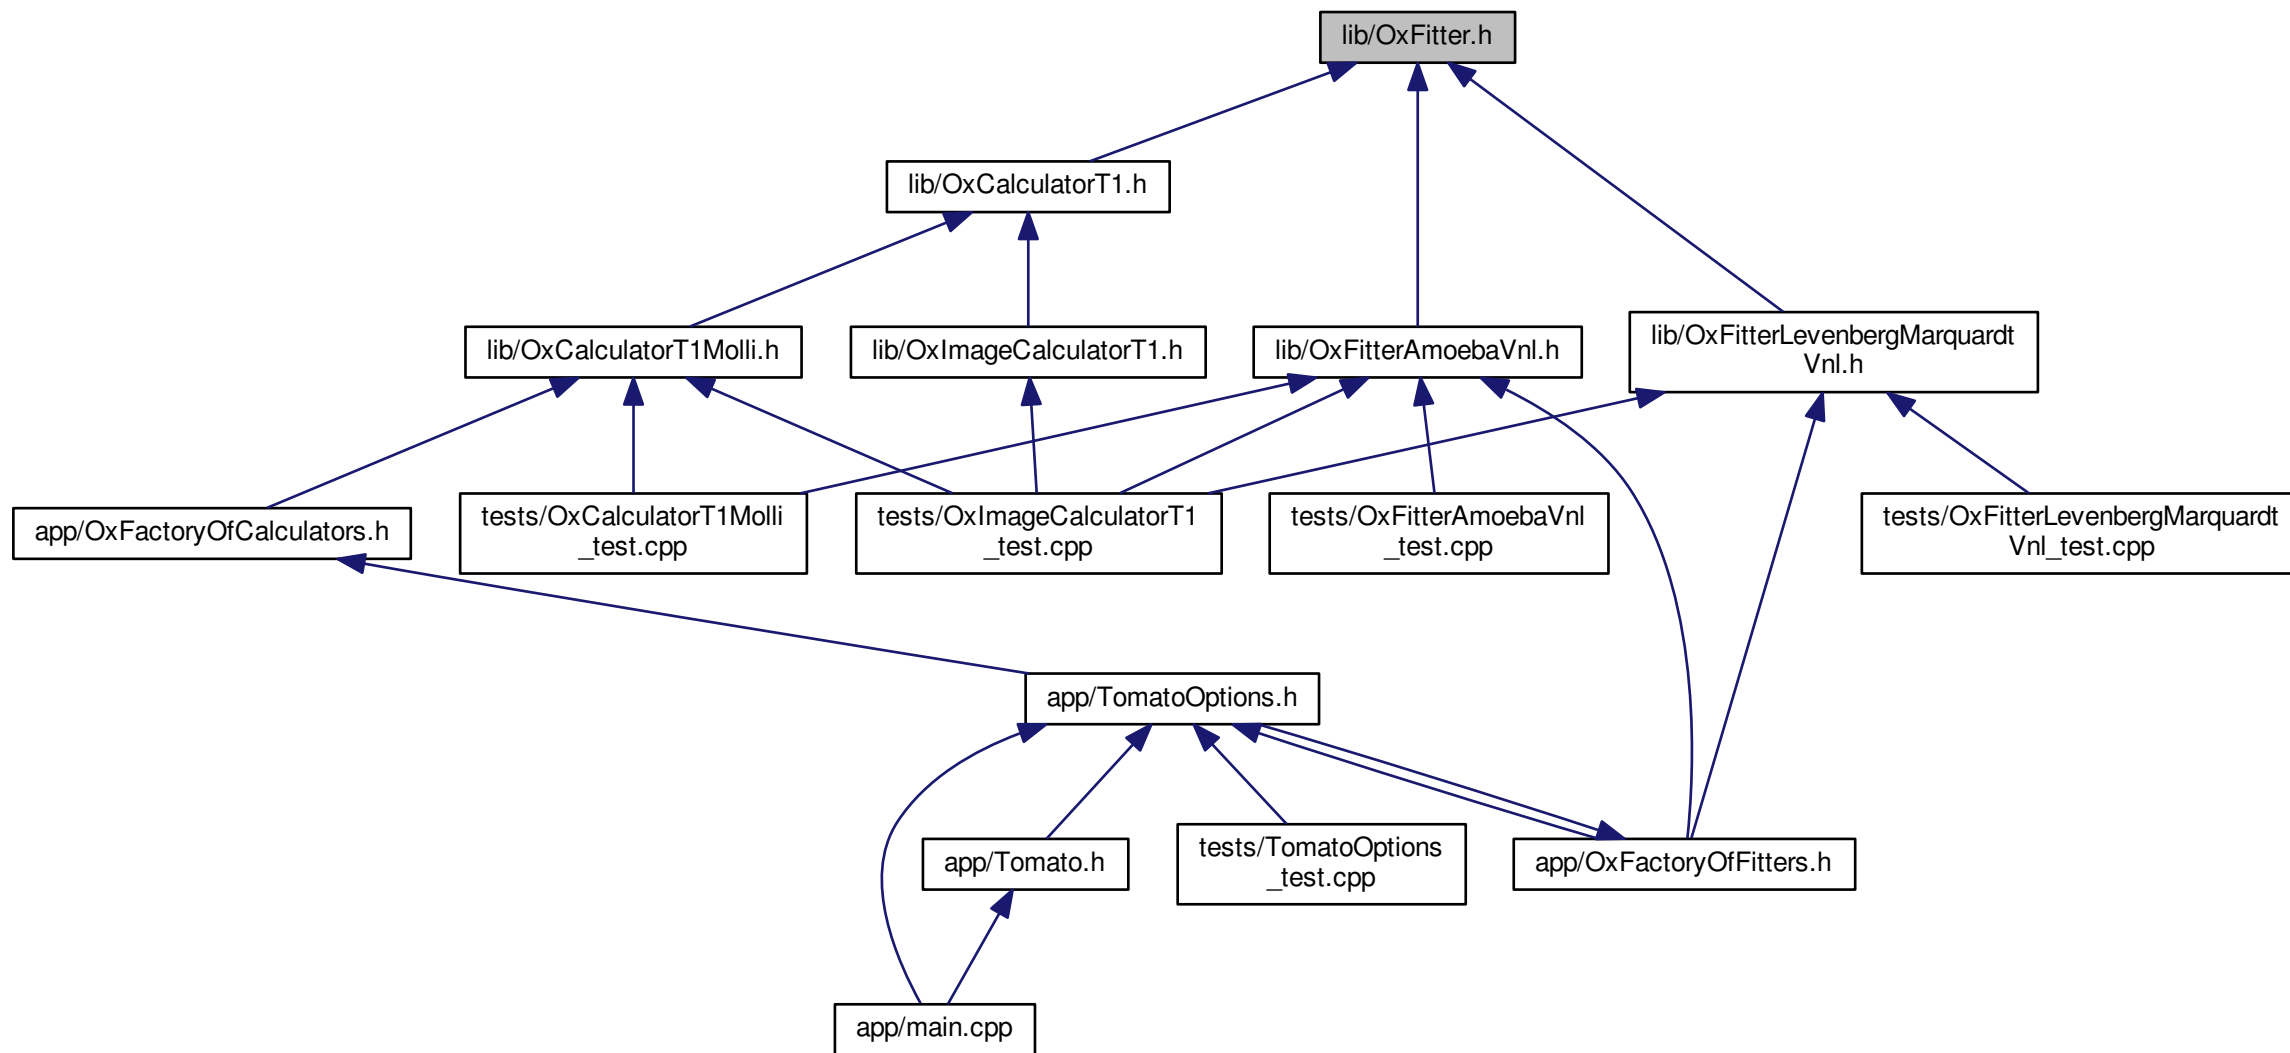 lib/OxFitter.h
lib/OxCalculatorT1.h
lib/OxCalculatorT1Molli.h
lib/OxImageCalculatorT1.h
lib/OxFitterAmoebaVnl.h
lib/OxFitterLevenbergMarquardt
Vnl.h
app/OxFactoryOfCalculators.h
tests/OxCalculatorT1Molli
_test.cpp
tests/OxImageCalculatorT1
_test.cpp
tests/OxFitterAmoebaVnl
_test.cpp
tests/OxFitterLevenbergMarquardt
Vnl_test.cpp
app/TomatoOptions.h
app/Tomato.h
tests/TomatoOptions
_test.cpp
app/OxFactoryOfFitters.h
app/main.cpp